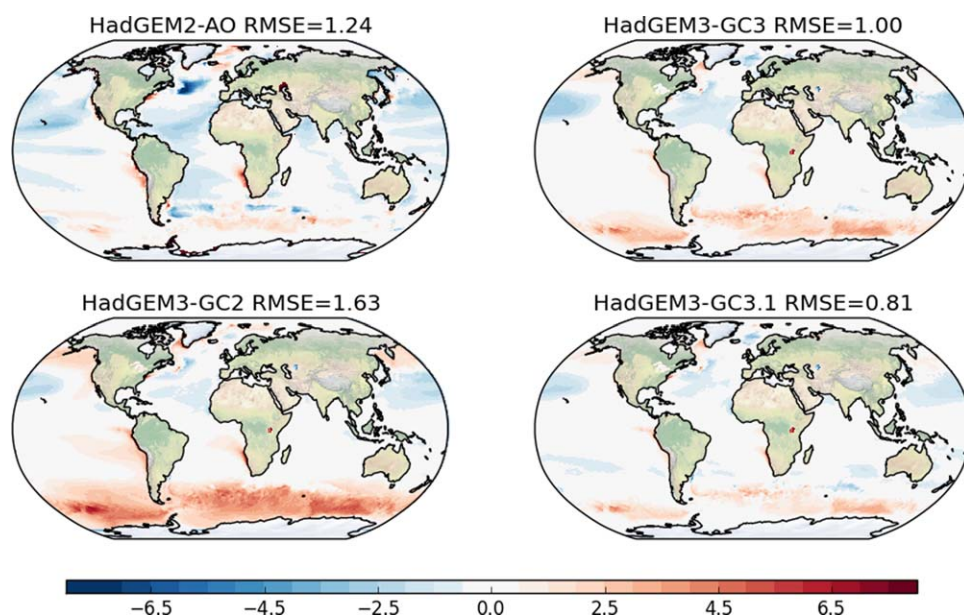 HadGEM2-AO RMSE=1.24
HadGEM3-GC3 RMSE=1.00
HadGEM3-GC2 RMSE=1.63
HadGEM3-GC3.1 RMSE=0.81
−6.5 −4.5 −2.5 0.0 2.5 4.5 6.5